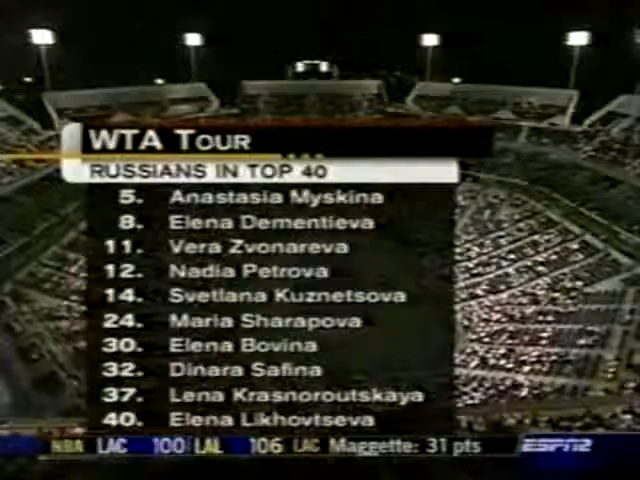 WTA TOUR
RUSSIANS IN TOP 40
5. Anastasia Myskina
8. Elena Dementieva
11. Vera Zvonareva
12. Nadia Petrova
14. Svetlana Kuznetsova
24. Maria Sharapova
30. Elena Bovina
32. Dinara Safina
37. Lena Krasnoroutskaya
40. Elena Likhovtseva
NBA LAC 100 LAL 106 LAC Maggette: 31 pts ESPN2